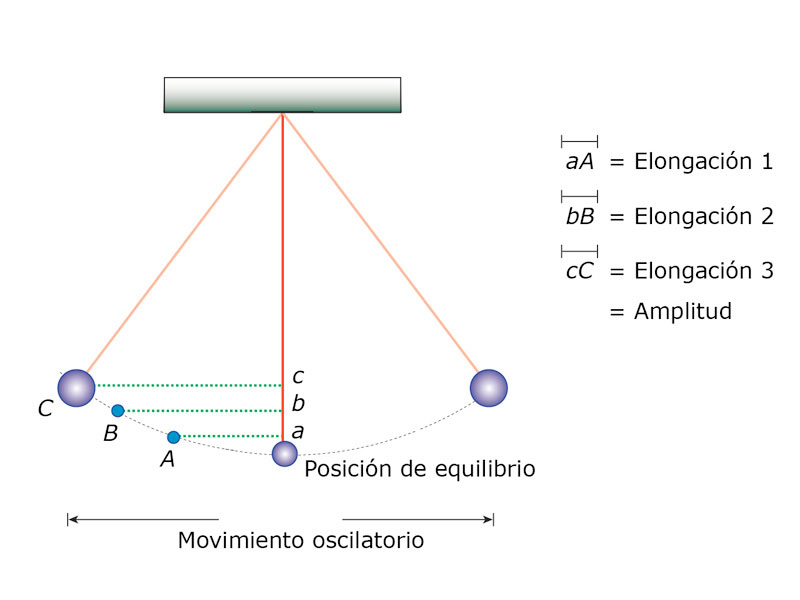 aA = Elongación 1
bB = Elongación 2
cC = Elongación 3
= Amplitud
c
C
b
B
a
A
Posición de equilibrio
Movimiento oscilatorio